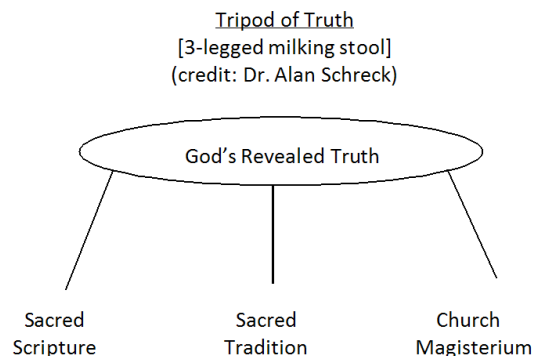 Tripod of Truth
[3-legged milking stool]
(credit: Dr. Alan Schreck)
God’s Revealed Truth
Sacred
Scripture
Sacred
Tradition
Church
Magisterium